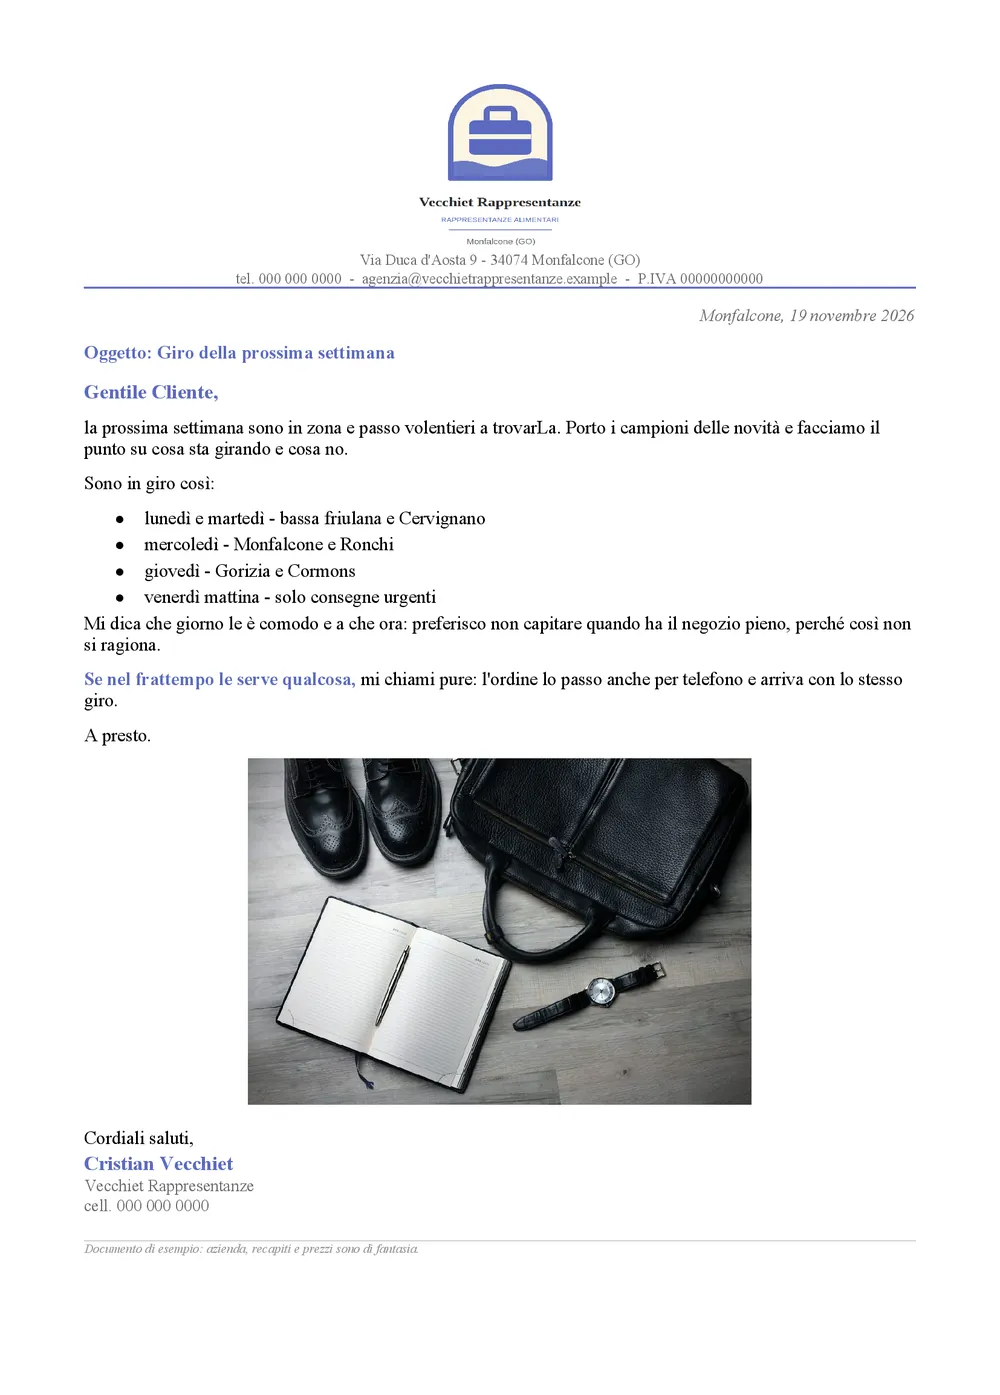 Vecchiet Rappresentanze
RAPPRESENTANZE ALIMENTARI
Monfalcone (GO)
Via Duca d'Aosta 9 - 34074 Monfalcone (GO)
tel. 000 000 0000 - agenzia@vecchietrappresentanze.example - P.IVA 00000000000
Monfalcone, 19 novembre 2026
Oggetto: Giro della prossima settimana
Gentile Cliente,
la prossima settimana sono in zona e passo volentieri a trovarLa. Porto i campioni delle novità e facciamo il
punto su cosa sta girando e cosa no.
Sono in giro così:
● lunedì e martedì - bassa friulana e Cervignano
● mercoledì - Monfalcone e Ronchi
● giovedì - Gorizia e Cormons
● venerdì mattina - solo consegne urgenti
Mi dica che giorno le è comodo e a che ora: preferisco non capitare quando ha il negozio pieno, perché così non
si ragiona.
Se nel frattempo le serve qualcosa, mi chiami pure: l'ordine lo passo anche per telefono e arriva con lo stesso
giro.
A presto.
Cordiali saluti,
Cristian Vecchiet
Vecchiet Rappresentanze
cell. 000 000 0000
Documento di esempio: azienda, recapiti e prezzi sono di fantasia.